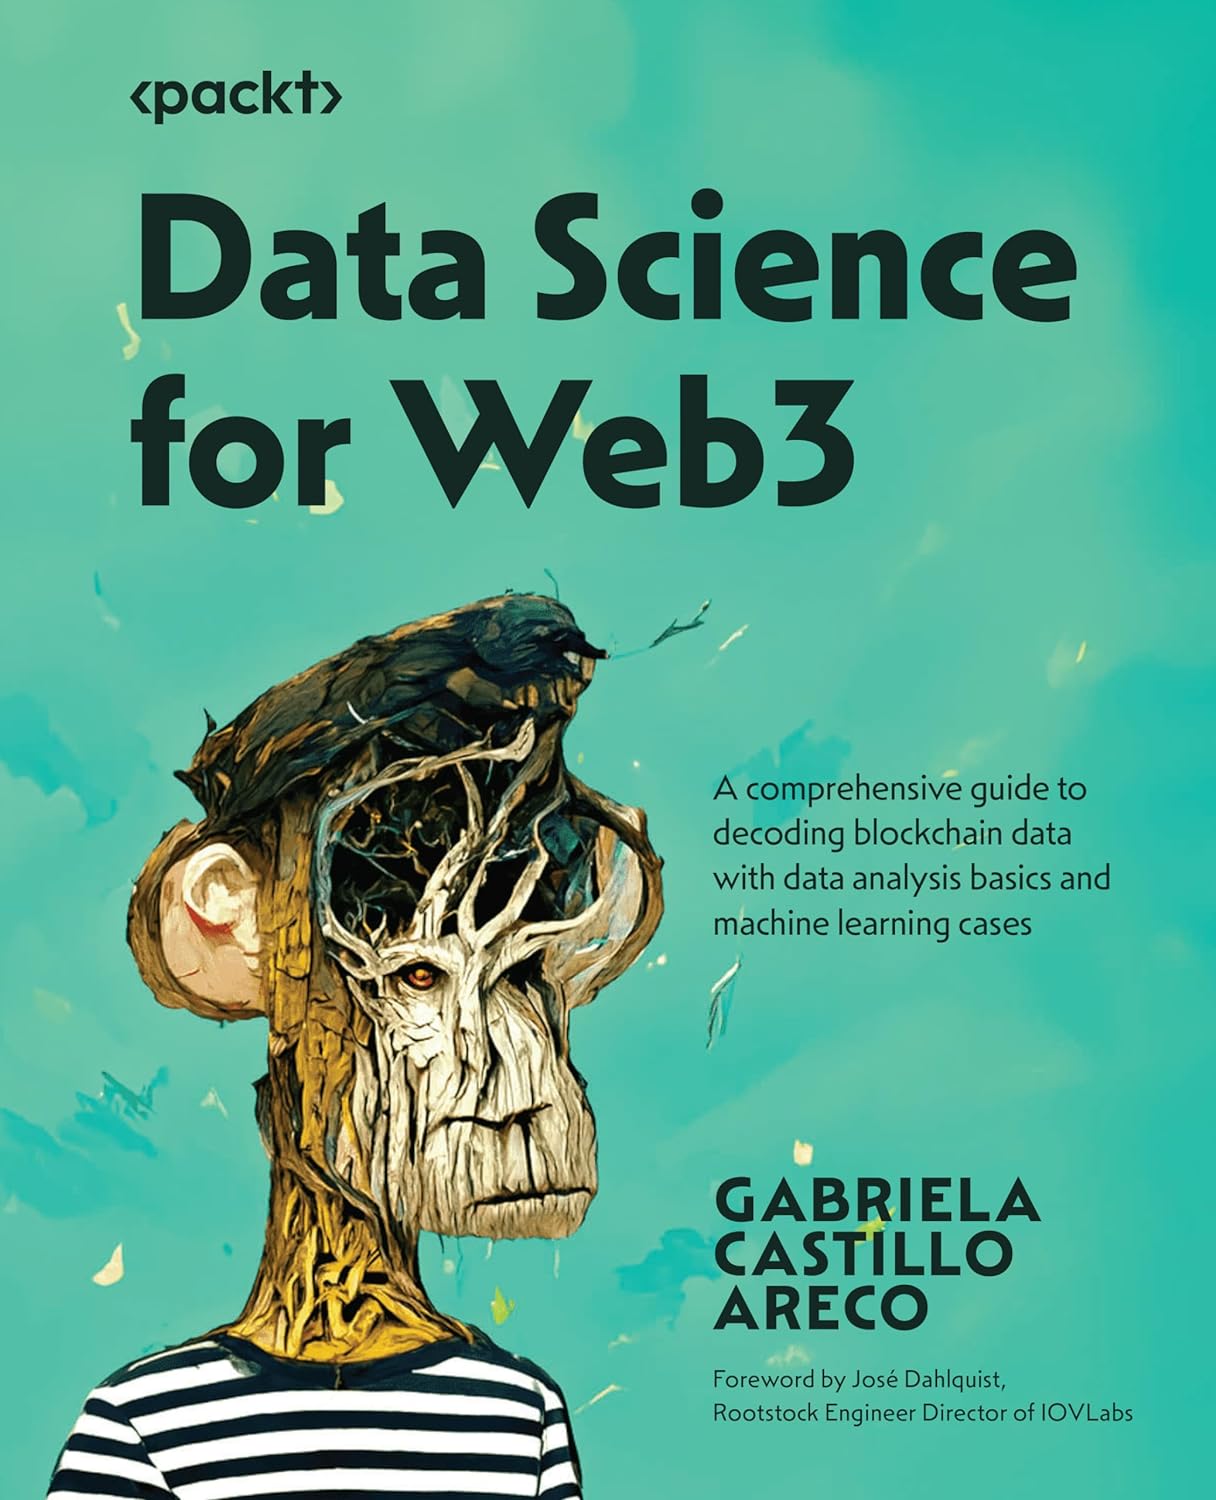 <packt>
Data Science
for Web3
A comprehensive guide to
decoding blockchain data
with data analysis basics and
machine learning cases
GABRIELA
CASTILLO
ARECO
Foreword by José Dahlquist,
Rootstock Engineer Director of IOVLabs